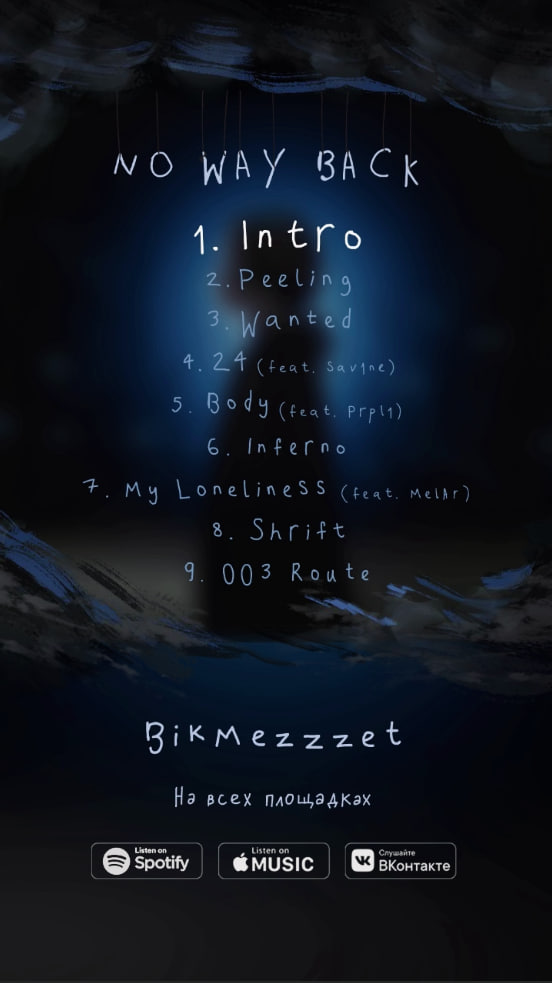 NO WAY BACK
1. Intro
2. Peeling
3. Wanted
4. 24 (feat. Sav1ne)
5. Body (feat. Prpl1)
6. Inferno
7. My Loneliness (feat. MelAr)
8. Shrift
9. 003 Route
Bikmezzzet
На всех площадках
Listen on Spotify
Listen on MUSIC
Слушайте ВКонтакте